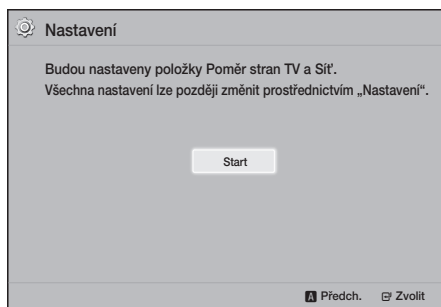 Nastavení
Budou nastaveny položky Poměr stran TV a Síť.
Všechna nastavení lze později změnit prostřednictvím „Nastavení“.
Start
A Předch. Zvolit